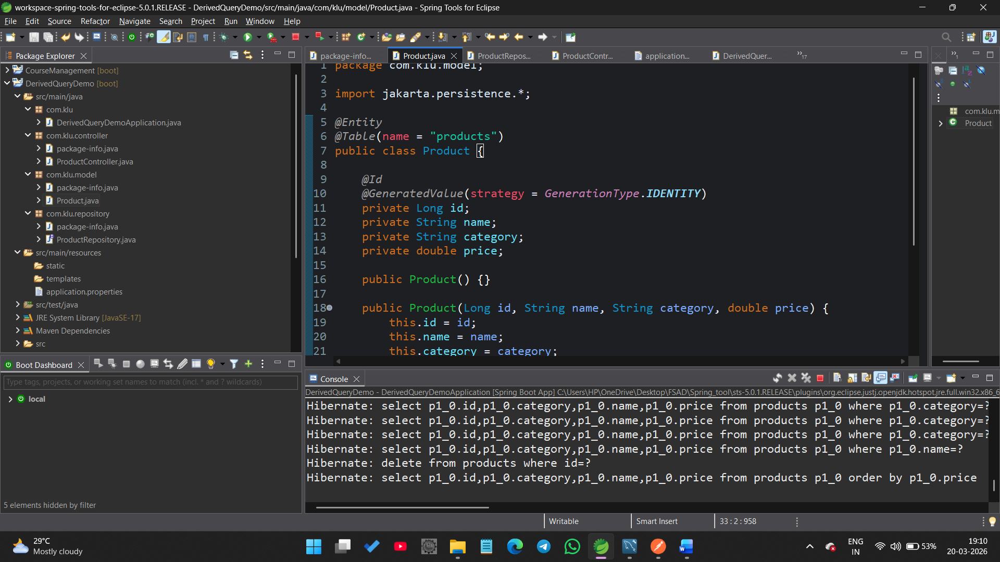 workspace-spring-tools-for-eclipse-5.0.1.RELEASE - DerivedQueryDemo/src/main/java/com/klu/model/Product.java - Spring Tools for Eclipse
File Edit Source Refactor Navigate Search Project Run Window Help
Package Explorer
CourseManagement [boot]
DerivedQueryDemo [boot]
src/main/java
com.klu
DerivedQueryDemoApplication.java
com.klu.controller
package-info.java
ProductController.java
com.klu.model
package-info.java
Product.java
com.klu.repository
package-info.java
ProductRepository.java
src/main/resources
static
templates
application.properties
src/test/java
JRE System Library [JavaSE-17]
Maven Dependencies
src
Boot Dashboard
Type tags, projects, or working set names to match (incl. * and ? wildcards)
local
5 elements hidden by filter
package-info... Product.java ProductRepos... ProductContr... application... DerivedQuer... 17
1 package com.klu.model;
2
3 import jakarta.persistence.*;
4
5 @Entity
6 @Table(name = "products")
7 public class Product {
8
9 @Id
10 @GeneratedValue(strategy = GenerationType.IDENTITY)
11 private Long id;
12 private String name;
13 private String category;
14 private double price;
15
16 public Product() {}
17
18 public Product(Long id, String name, String category, double price) {
19 this.id = id;
20 this.name = name;
21 this.category = category;
1
com.klu.m
Product
Console
DerivedQueryDemo - DerivedQueryDemoApplication [Spring Boot App] C:\Users\HP\OneDrive\Desktop\FSAD\Spring_tool\sts-5.0.1.RELEASE\plugins\org.eclipse.justj.openjdk.hotspot.jre.full.win32.x86_6
Hibernate: select p1_0.id,p1_0.category,p1_0.name,p1_0.price from products p1_0 where p1_0.category=?
Hibernate: select p1_0.id,p1_0.category,p1_0.name,p1_0.price from products p1_0 where p1_0.category=?
Hibernate: select p1_0.id,p1_0.category,p1_0.name,p1_0.price from products p1_0 where p1_0.category=?
Hibernate: select p1_0.id,p1_0.category,p1_0.name,p1_0.price from products p1_0 where p1_0.name=?
Hibernate: delete from products where id=?
Hibernate: select p1_0.id,p1_0.category,p1_0.name,p1_0.price from products p1_0 order by p1_0.price
Writable Smart Insert 33 : 2 : 958
29°C
Mostly cloudy
ENG
IN
53%
19:10
20-03-2026